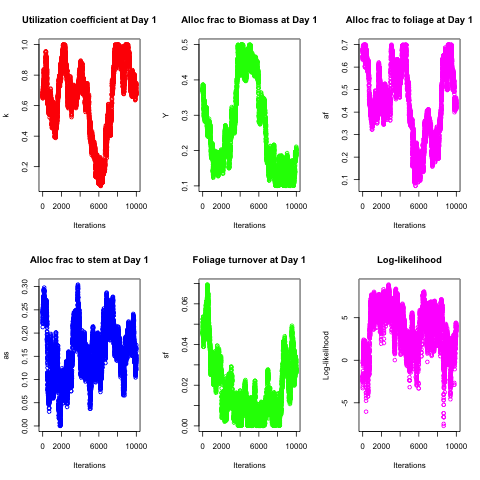 Utilization coefficient at Day 1
k
1.0
0.8
0.6
0.4
0.2
0 2000 6000 10000
Iterations
Alloc frac to Biomass at Day 1
Y
0.5
0.4
0.3
0.2
0.1
0 2000 6000 10000
Iterations
Alloc frac to foliage at Day 1
af
0.7
0.6
0.5
0.4
0.3
0.2
0.1
0 2000 6000 10000
Iterations
Alloc frac to stem at Day 1
as
0.30
0.25
0.20
0.15
0.10
0.05
0.00
0 2000 6000 10000
Iterations
Foliage turnover at Day 1
sf
0.06
0.04
0.02
0.00
0 2000 6000 10000
Iterations
Log-likelihood
Log-likelihood
5
0
-5
0 2000 6000 10000
Iterations